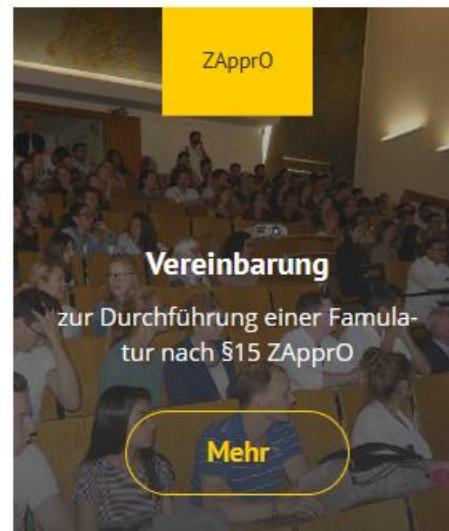 ZApprO
Vereinbarung
zur Durchführung einer Famula-
tur nach §15 ZApprO
Mehr